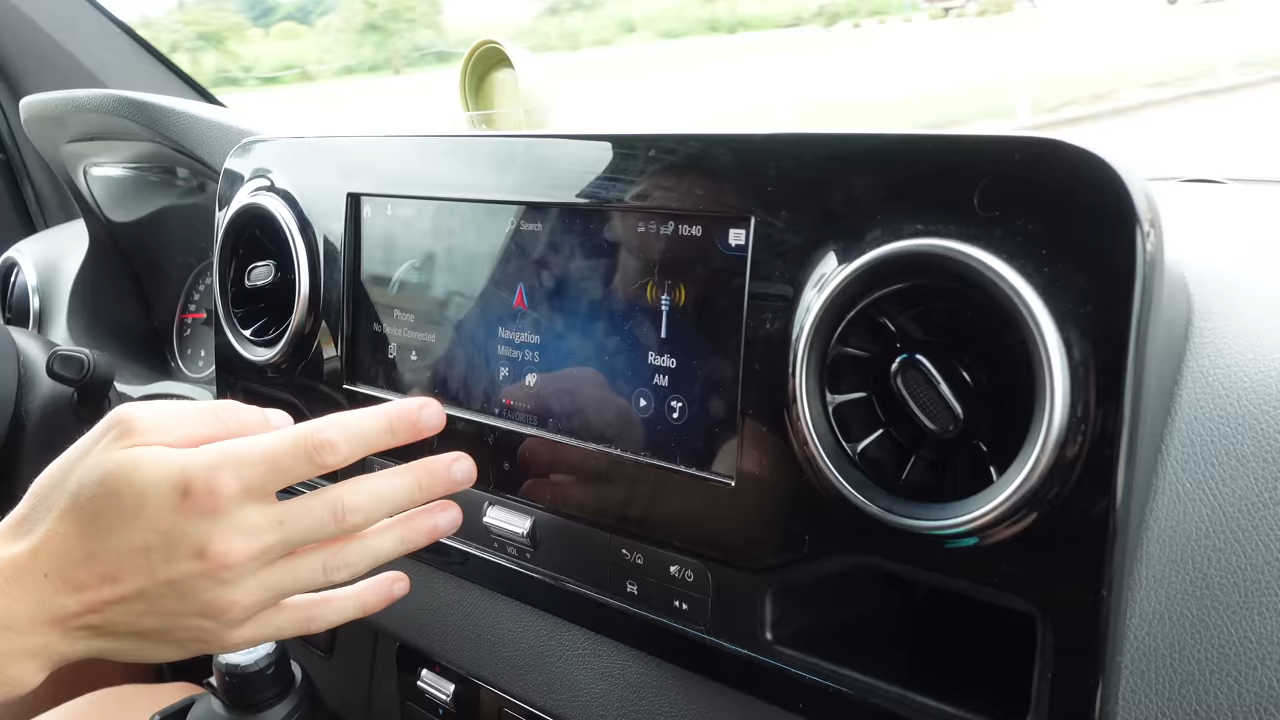 Search
10:40
Phone
No Device Connected
Navigation
Military St S
Radio
AM
FAVORITES
VOL